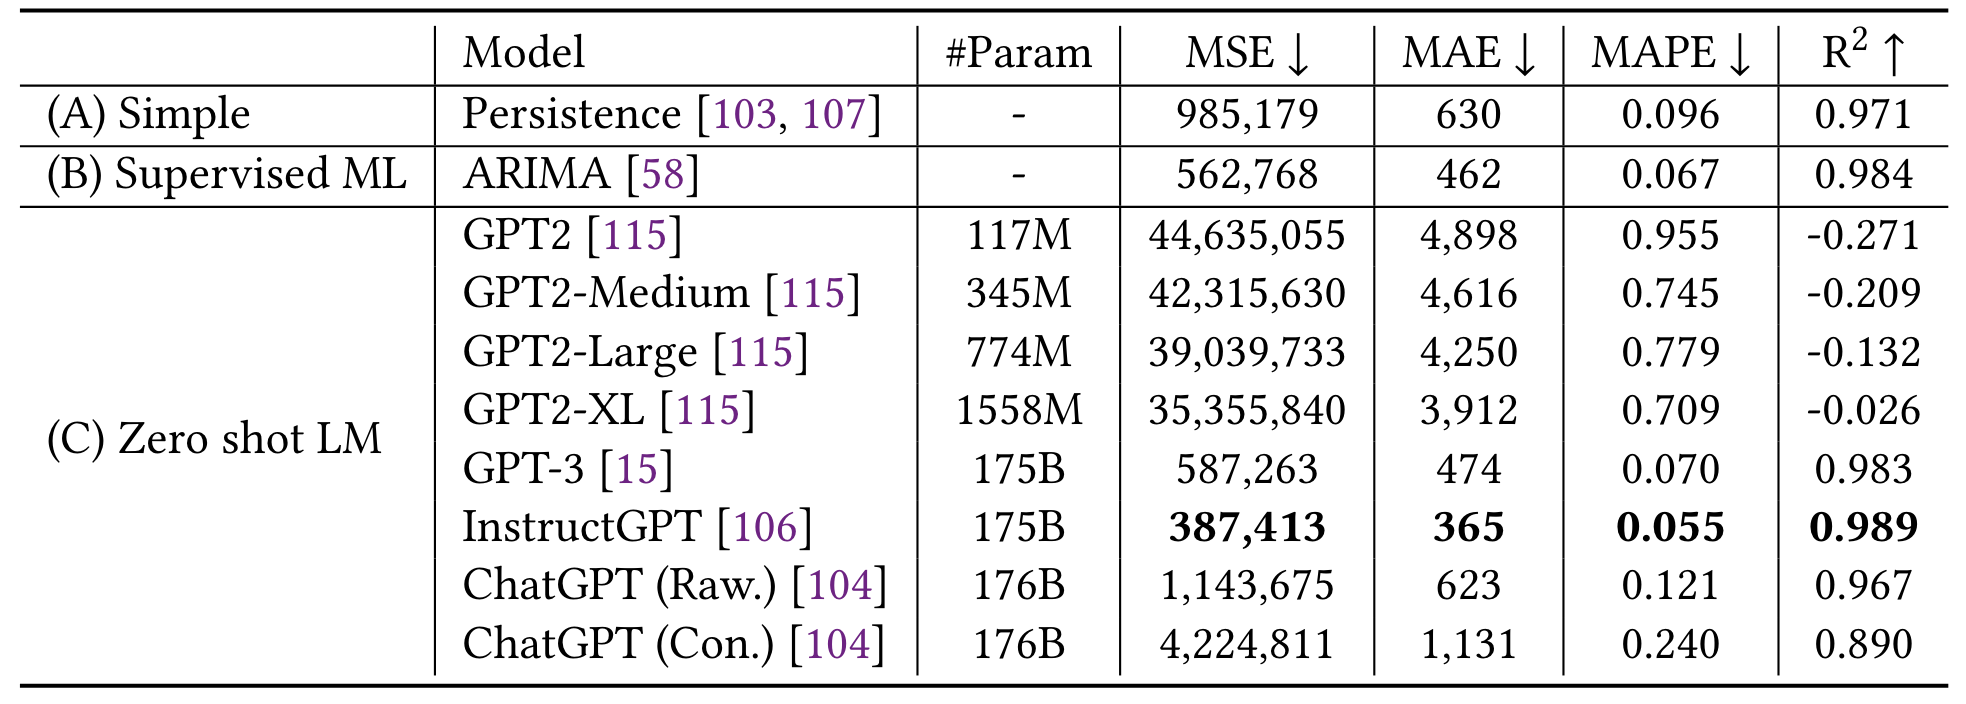 Model #Param MSE ↓ MAE ↓ MAPE ↓ R² ↑
(A) Simple Persistence [103, 107] - 985,179 630 0.096 0.971
(B) Supervised ML ARIMA [58] - 562,768 462 0.067 0.984
GPT2 [115] 117M 44,635,055 4,898 0.955 -0.271
GPT2-Medium [115] 345M 42,315,630 4,616 0.745 -0.209
GPT2-Large [115] 774M 39,039,733 4,250 0.779 -0.132
GPT2-XL [115] 1558M 35,355,840 3,912 0.709 -0.026
(C) Zero shot LM
GPT-3 [15] 175B 587,263 474 0.070 0.983
InstructGPT [106] 175B 387,413 365 0.055 0.989
ChatGPT (Raw.) [104] 176B 1,143,675 623 0.121 0.967
ChatGPT (Con.) [104] 176B 4,224,811 1,131 0.240 0.890